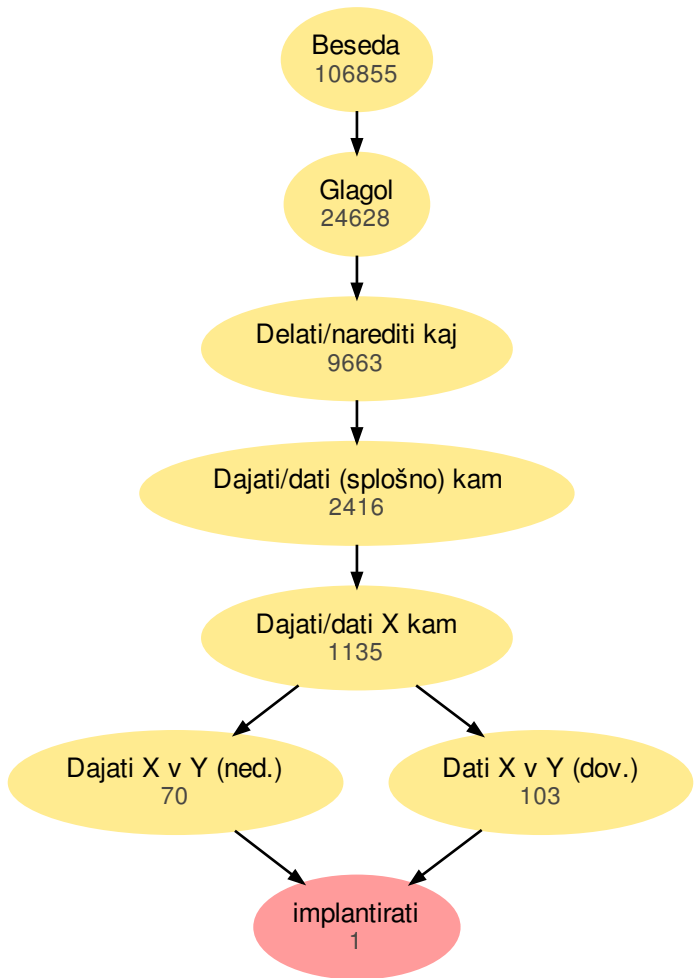 Beseda
106855
Glagol
24628
Delati/narediti kaj
9663
Dajati/dati (splošno) kam
2416
Dajati/dati X kam
1135
Dajati X v Y (ned.)
70
Dati X v Y (dov.)
103
implantirati
1